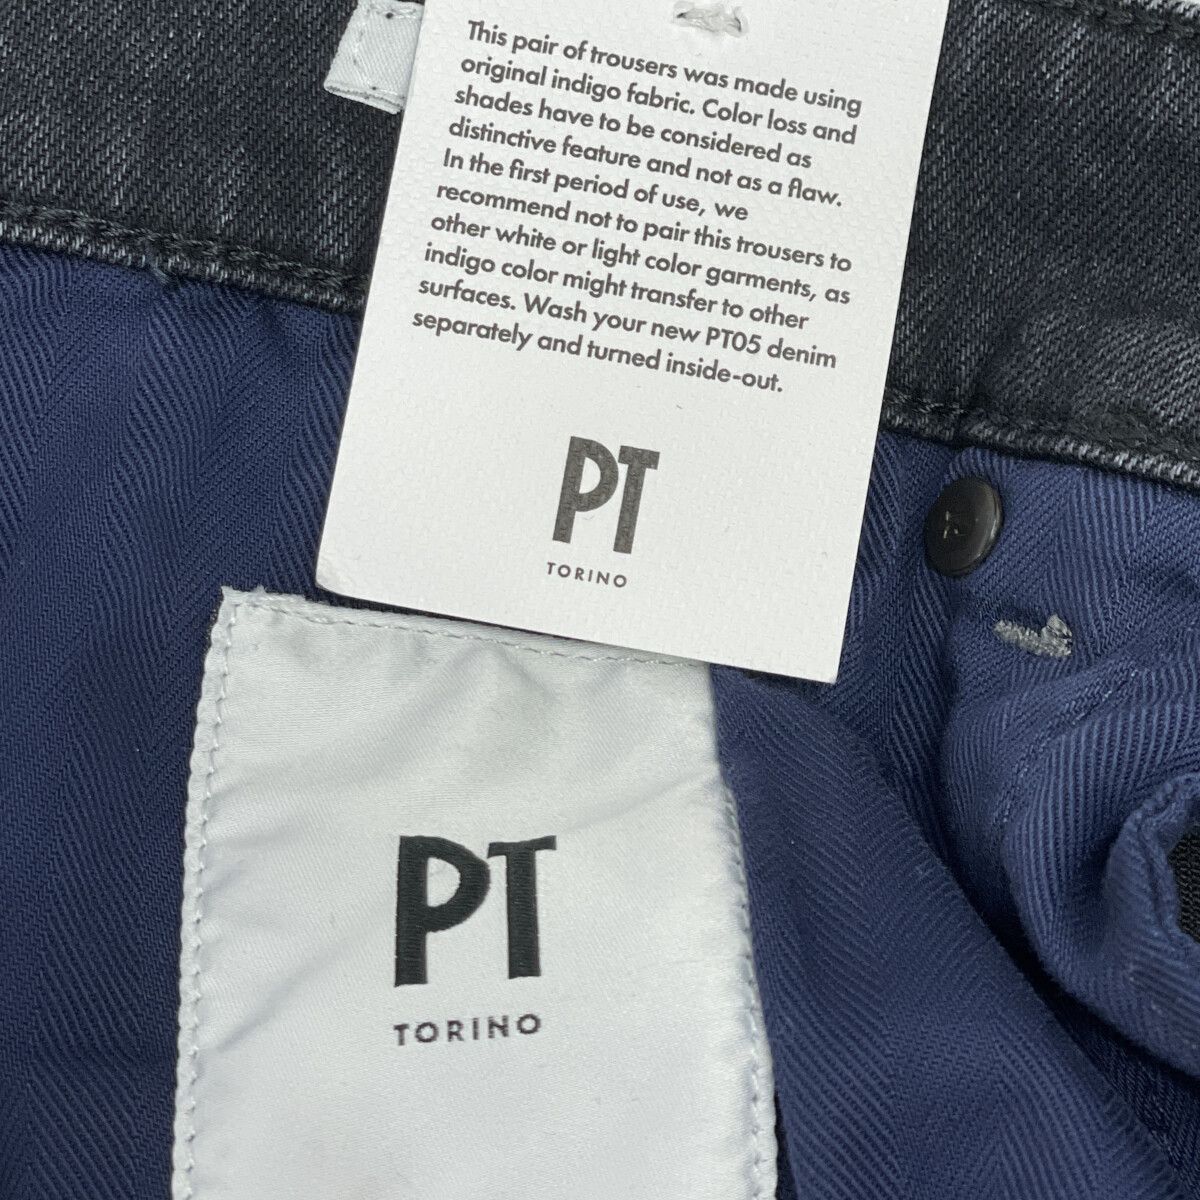 This pair of trousers was made using
original indigo fabric. Color loss and
shades have to be considered as
distinctive feature and not as a flaw.
In the first period of use, we
recommend not to pair this trousers to
other white or light color garments, as
indigo color might transfer to other
surfaces. Wash your new PT05 denim
separately and turned inside-out.
PT
TORINO
PT
TORINO